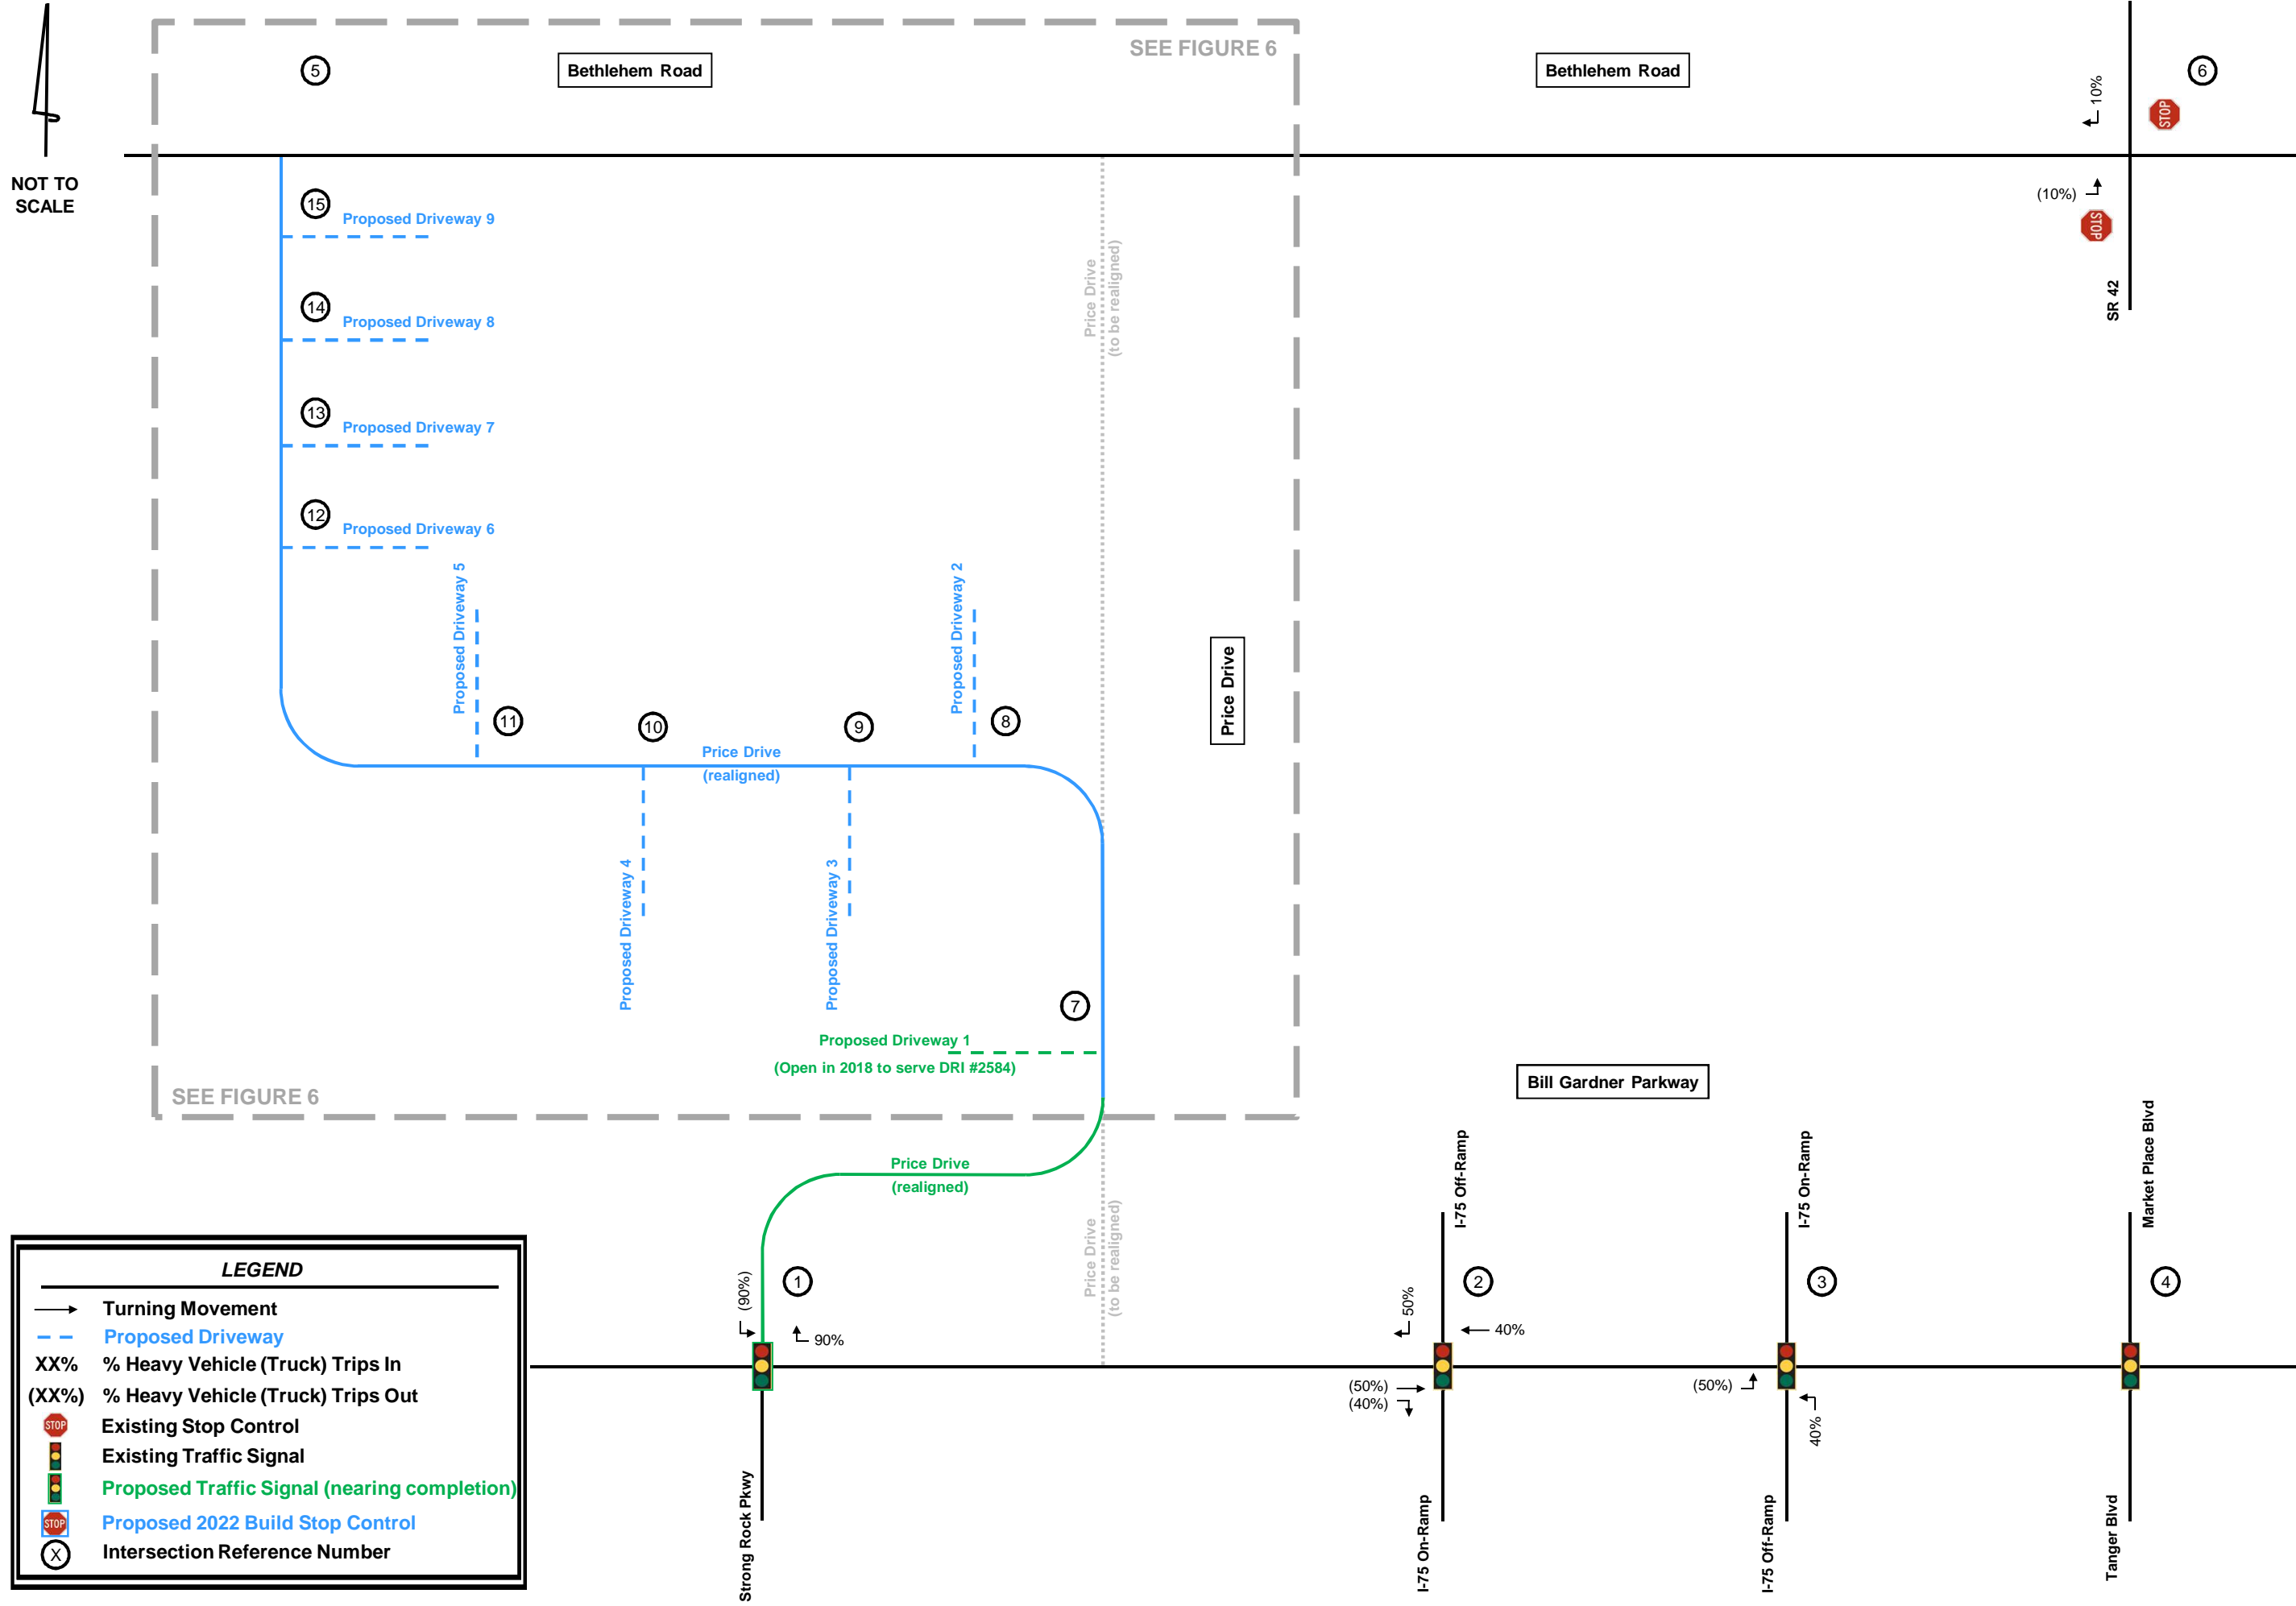 SEE FIGURE 6
Bethlehem Road
Bethlehem Road
5
6
10%
STOP
NOT TO
SCALE
(10%)
STOP
SR 42
15
Proposed Driveway 9
14
Proposed Driveway 8
13
Proposed Driveway 7
12
Proposed Driveway 6
Price Drive
(to be realigned)
Proposed Driveway 5
11
10
9
Proposed Driveway 2
8
Price Drive
(realigned)
Price Drive
Proposed Driveway 4
Proposed Driveway 3
7
Proposed Driveway 1
(Open in 2018 to serve DRI #2584)
SEE FIGURE 6
Bill Gardner Parkway
Price Drive
(realigned)
Price Drive
(to be realigned)
I-75 Off-Ramp
I-75 On-Ramp
Market Place Blvd
(90%)
1
90%
50%
2
40%
3
4
(50%)
(40%)
(50%)
40%
Strong Rock Pkwy
I-75 On-Ramp
I-75 Off-Ramp
Tanger Blvd
LEGEND
Turning Movement
Proposed Driveway
XX% % Heavy Vehicle (Truck) Trips In
(XX%) % Heavy Vehicle (Truck) Trips Out
STOP Existing Stop Control
Existing Traffic Signal
Proposed Traffic Signal (nearing completion)
STOP Proposed 2022 Build Stop Control
X Intersection Reference Number